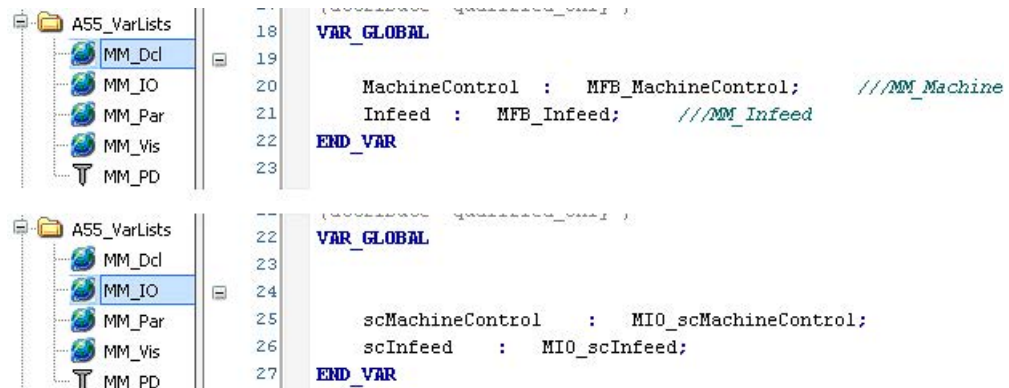 A55_VarLists
MM_Dcl
MM_IO
MM_Par
MM_Vis
MM_PD
18 VAR_GLOBAL
19
20 MachineControl : MFB_MachineControl; ///MM_Machine
21 Infeed : MFB_Infeed; ///MM_Infeed
22 END_VAR
23
A55_VarLists
MM_Dcl
MM_IO
MM_Par
MM_Vis
MM_PD
22 VAR_GLOBAL
23
24
25 scMachineControl : MIO_scMachineControl;
26 scInfeed : MIO_scInfeed;
27 END_VAR